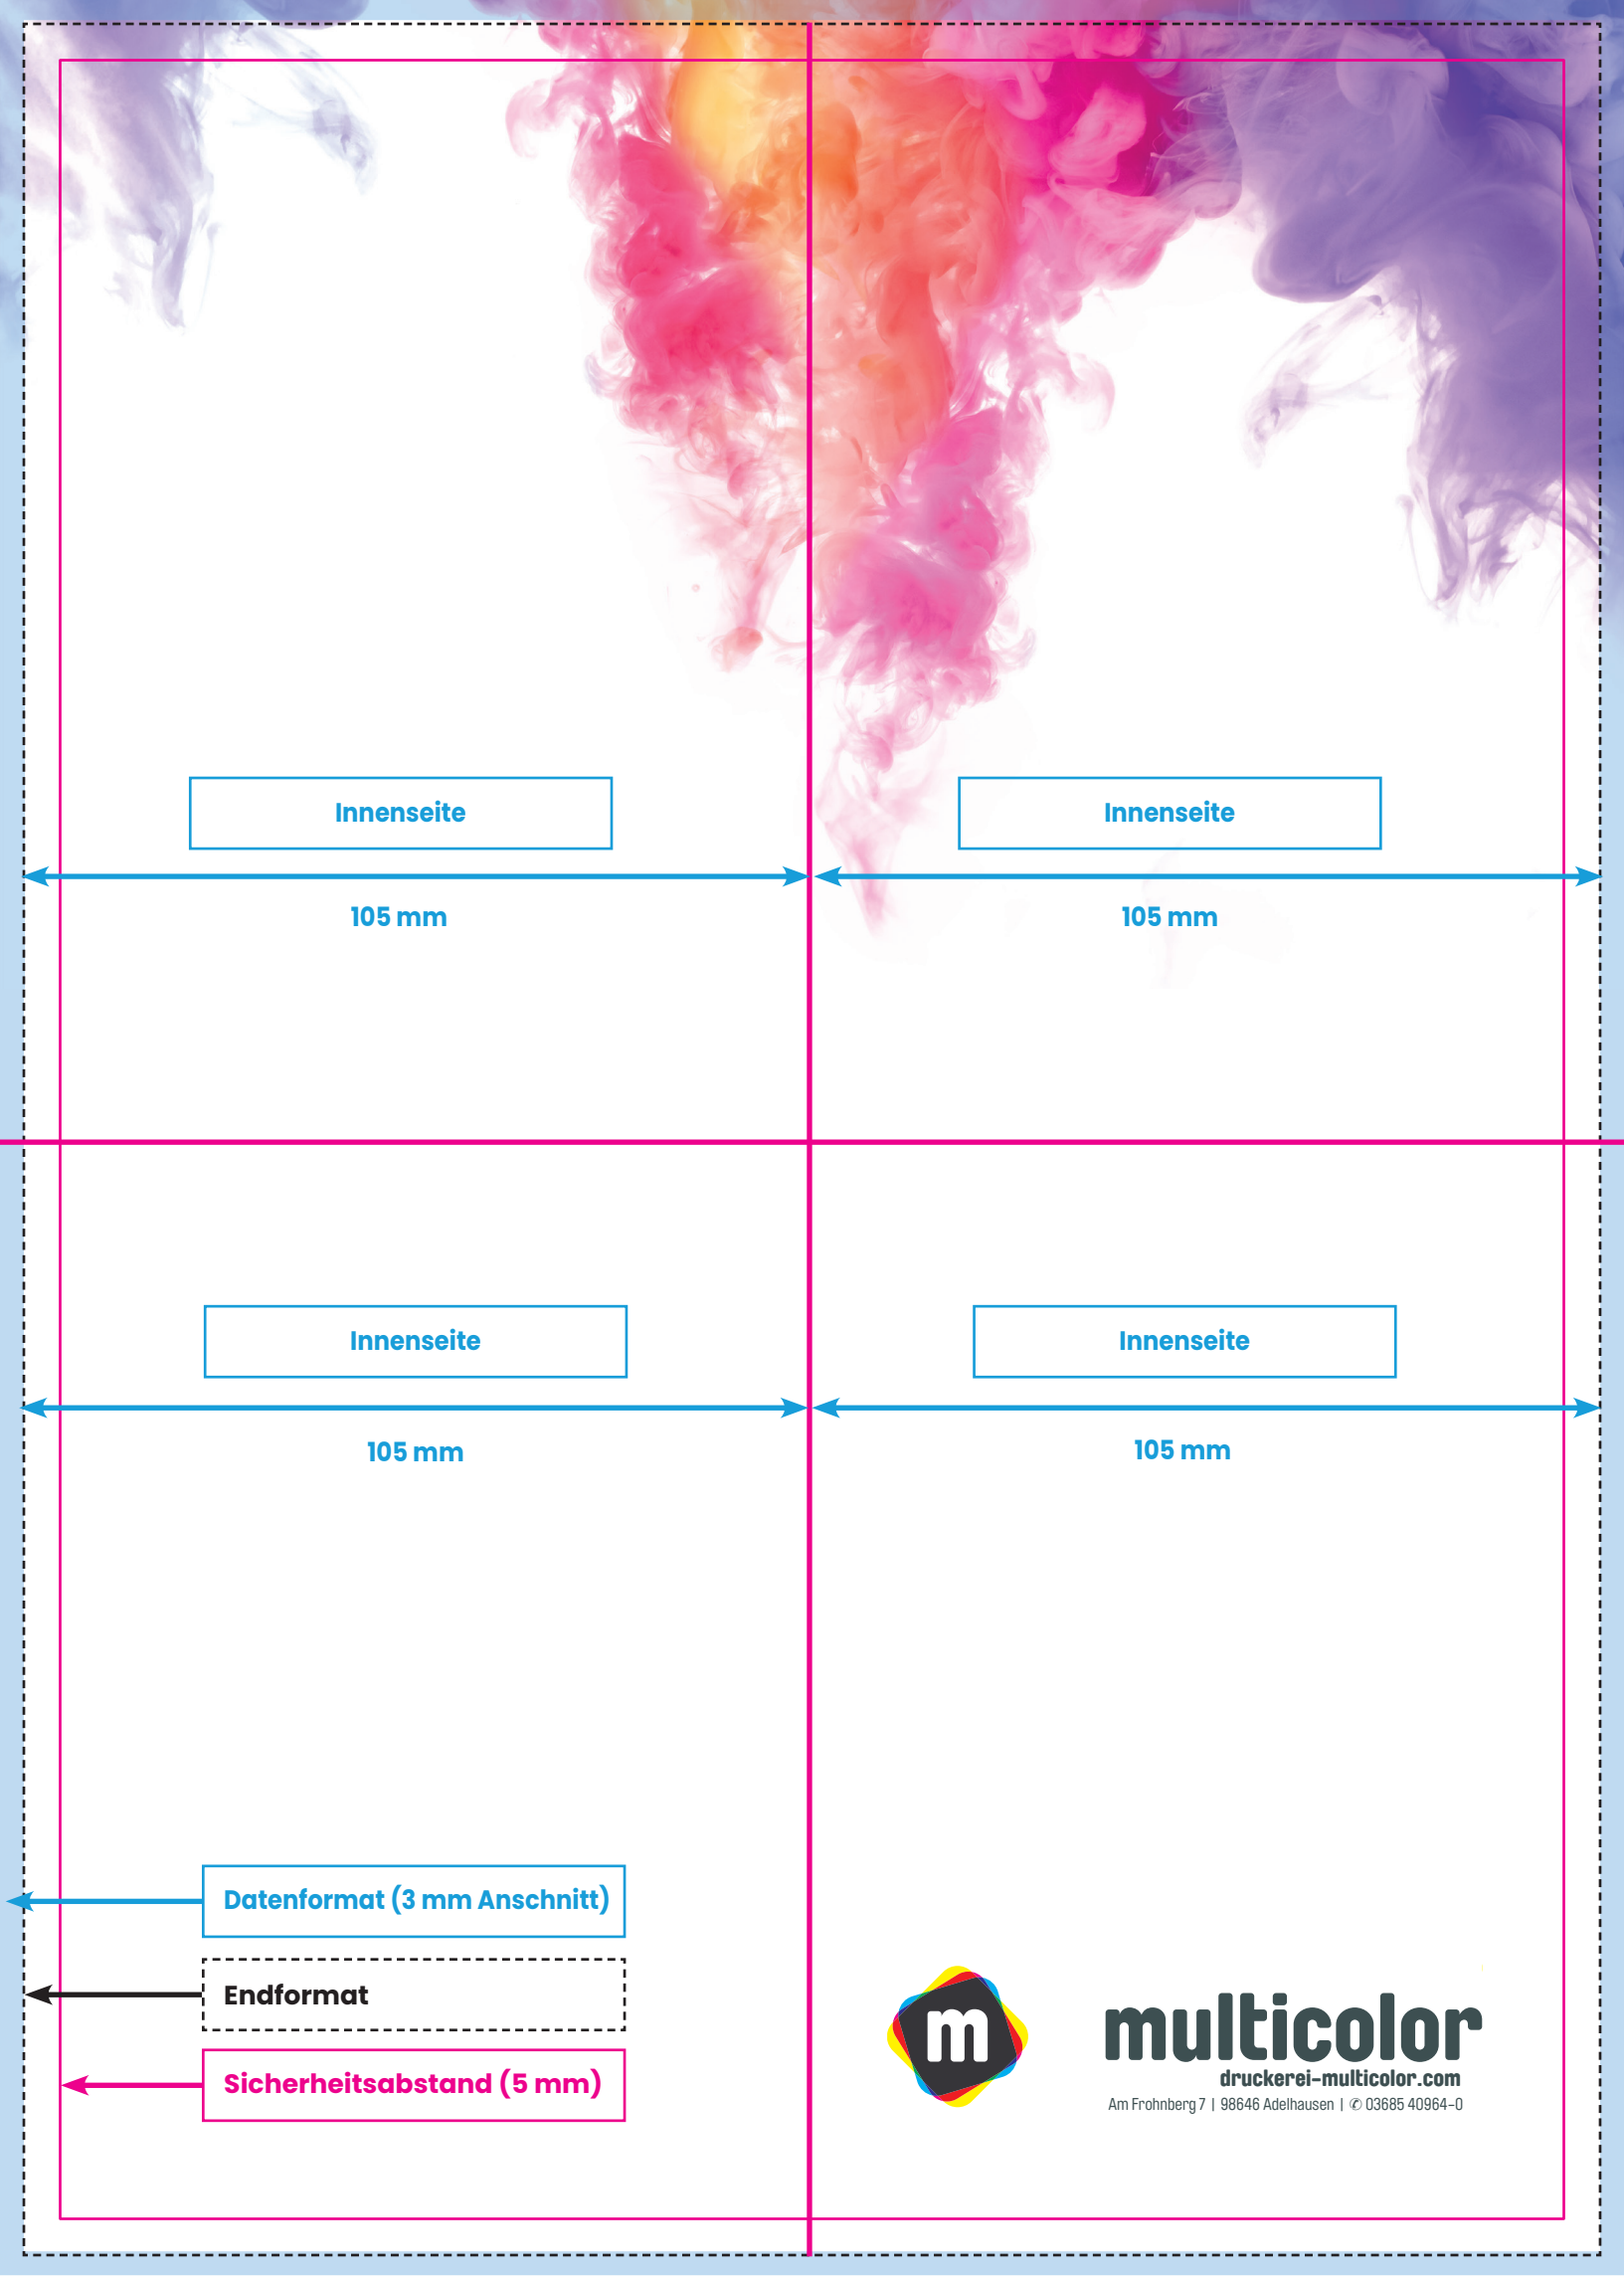 Innenseite
Innenseite
105 mm
105 mm
Innenseite
Innenseite
105 mm
105 mm
Datenformat (3 mm Anschnitt)
Endformat
Sicherheitsabstand (5 mm)
m
multicolor
druckerei-multicolor.com
Am Frohnberg 7 | 98646 Adelhausen | ✆ 03685 40964-0